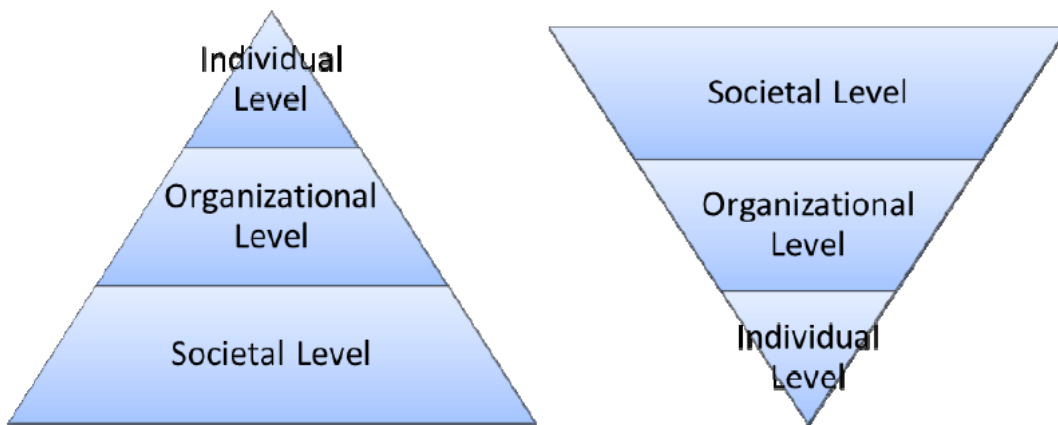 Individual
Level
Organizational
Level
Societal Level
Societal Level
Organizational
Level
Individual
Level